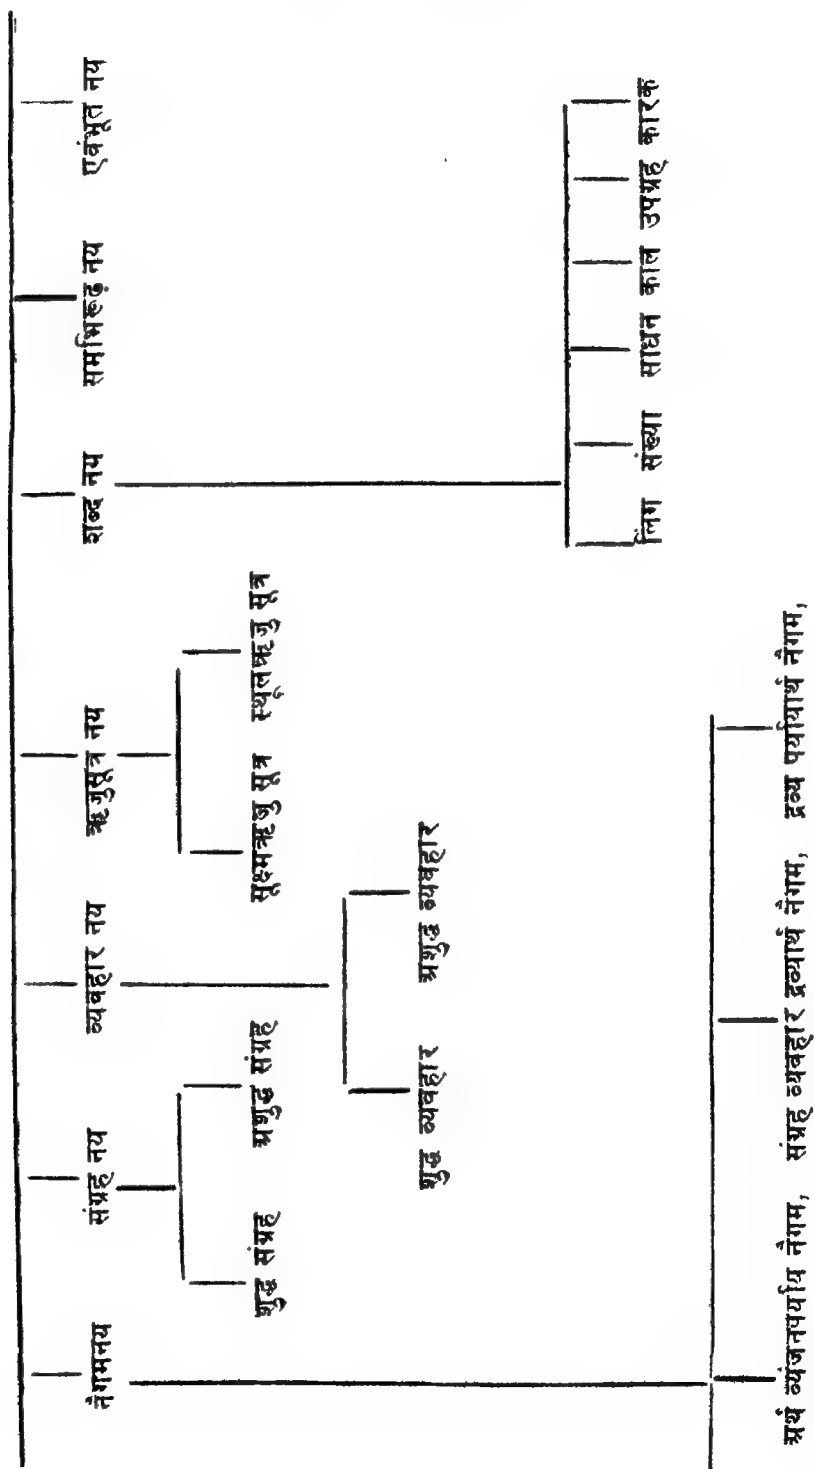 नैगमनय संग्रह नय व्यवहार नय ऋजुसूत्र नय शब्द नय समभिरूढ़ नय एवंभूत नय
शुद्ध संग्रह अशुद्ध संग्रह सूक्ष्मऋजु सूत्र स्थूलऋजु सूत्र
शुद्ध व्यवहार अशुद्ध व्यवहार
लिंग संख्या साधन काल उपग्रह कारक
अर्थ व्यंजनपर्याय नैगम, संग्रह व्यवहार द्रव्यार्थ नैगम, द्रव्य पर्यायार्थ नैगम,